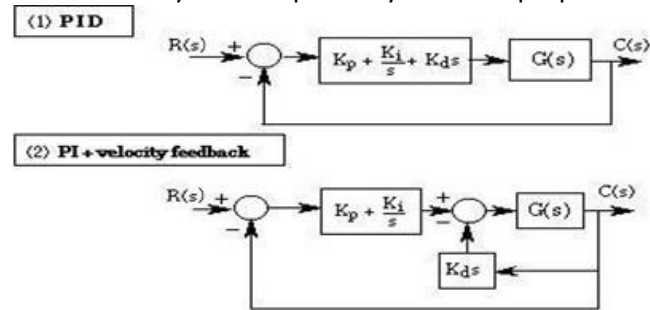 (1) PID
R(s) + − Kp + Ki/s + Kds G(s) C(s)
(2) PI + velocity feedback
R(s) + − Kp + Ki/s + − G(s) C(s)
Kds